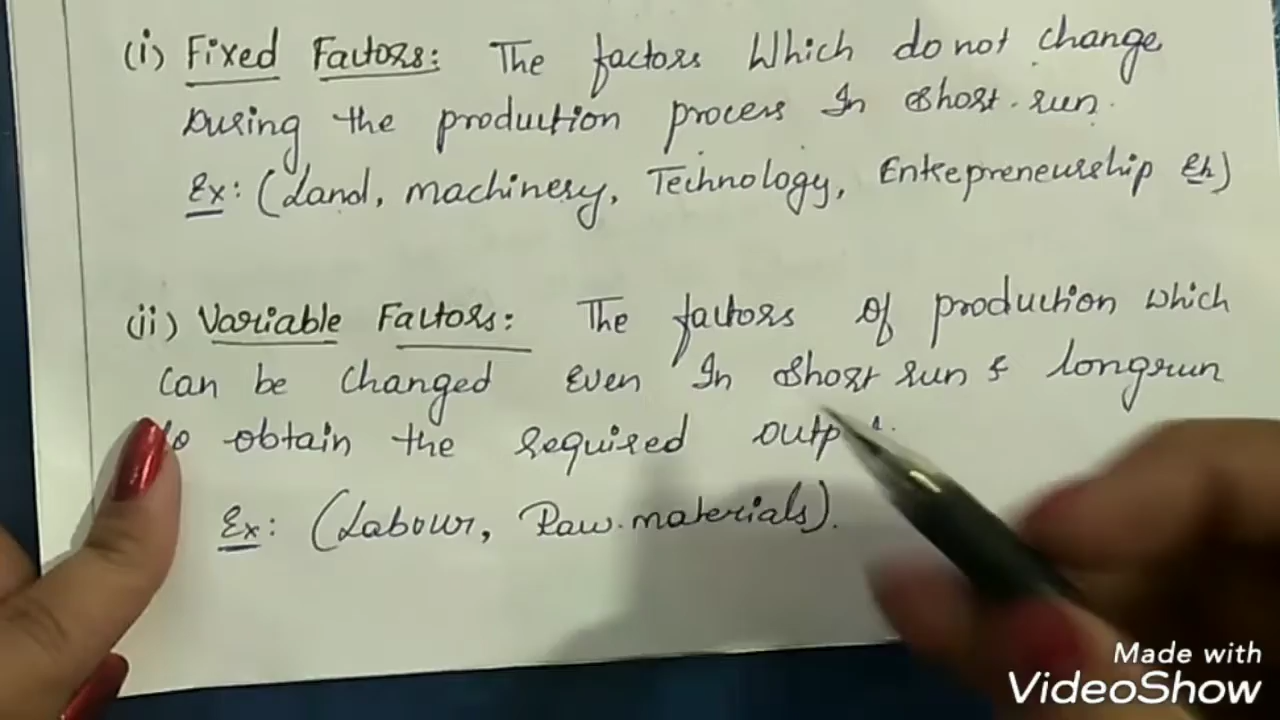 (i) Fixed Factors: The factors Which do not change
During the production process In short-run.
Ex: (Land, machinery, Technology, Entrepreneurship Etc)
(ii) Variable Factors: The factors of production which
can be changed Even In short run & longrun
to obtain the required
Ex: (Labour, Raw-materials).
Made with
VideoShow